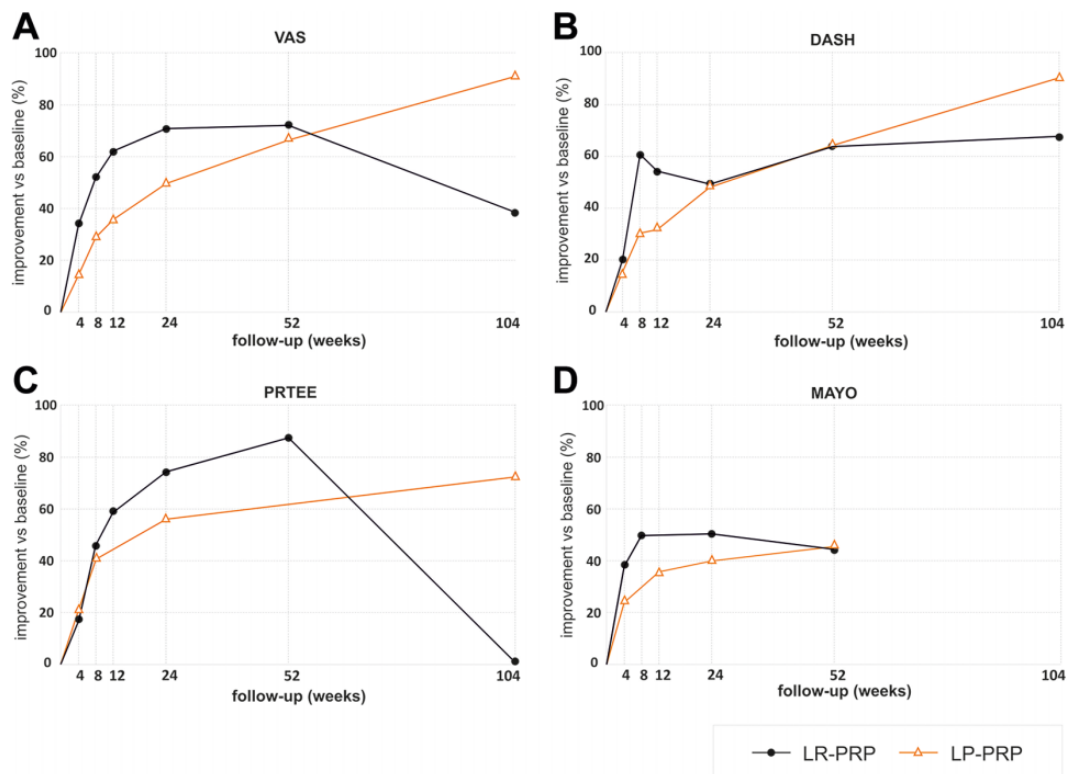 A
VAS
improvement vs baseline (%)
100
80
60
40
20
0
4 8 12 24 52 104
follow-up (weeks)
B
DASH
improvement vs baseline (%)
100
80
60
40
20
0
4 8 12 24 52 104
follow-up (weeks)
C
PRTEE
improvement vs baseline (%)
100
80
60
40
20
0
4 8 12 24 52 104
follow-up (weeks)
D
MAYO
improvement vs baseline (%)
100
80
60
40
20
0
4 8 12 24 52 104
follow-up (weeks)
LR-PRP LP-PRP